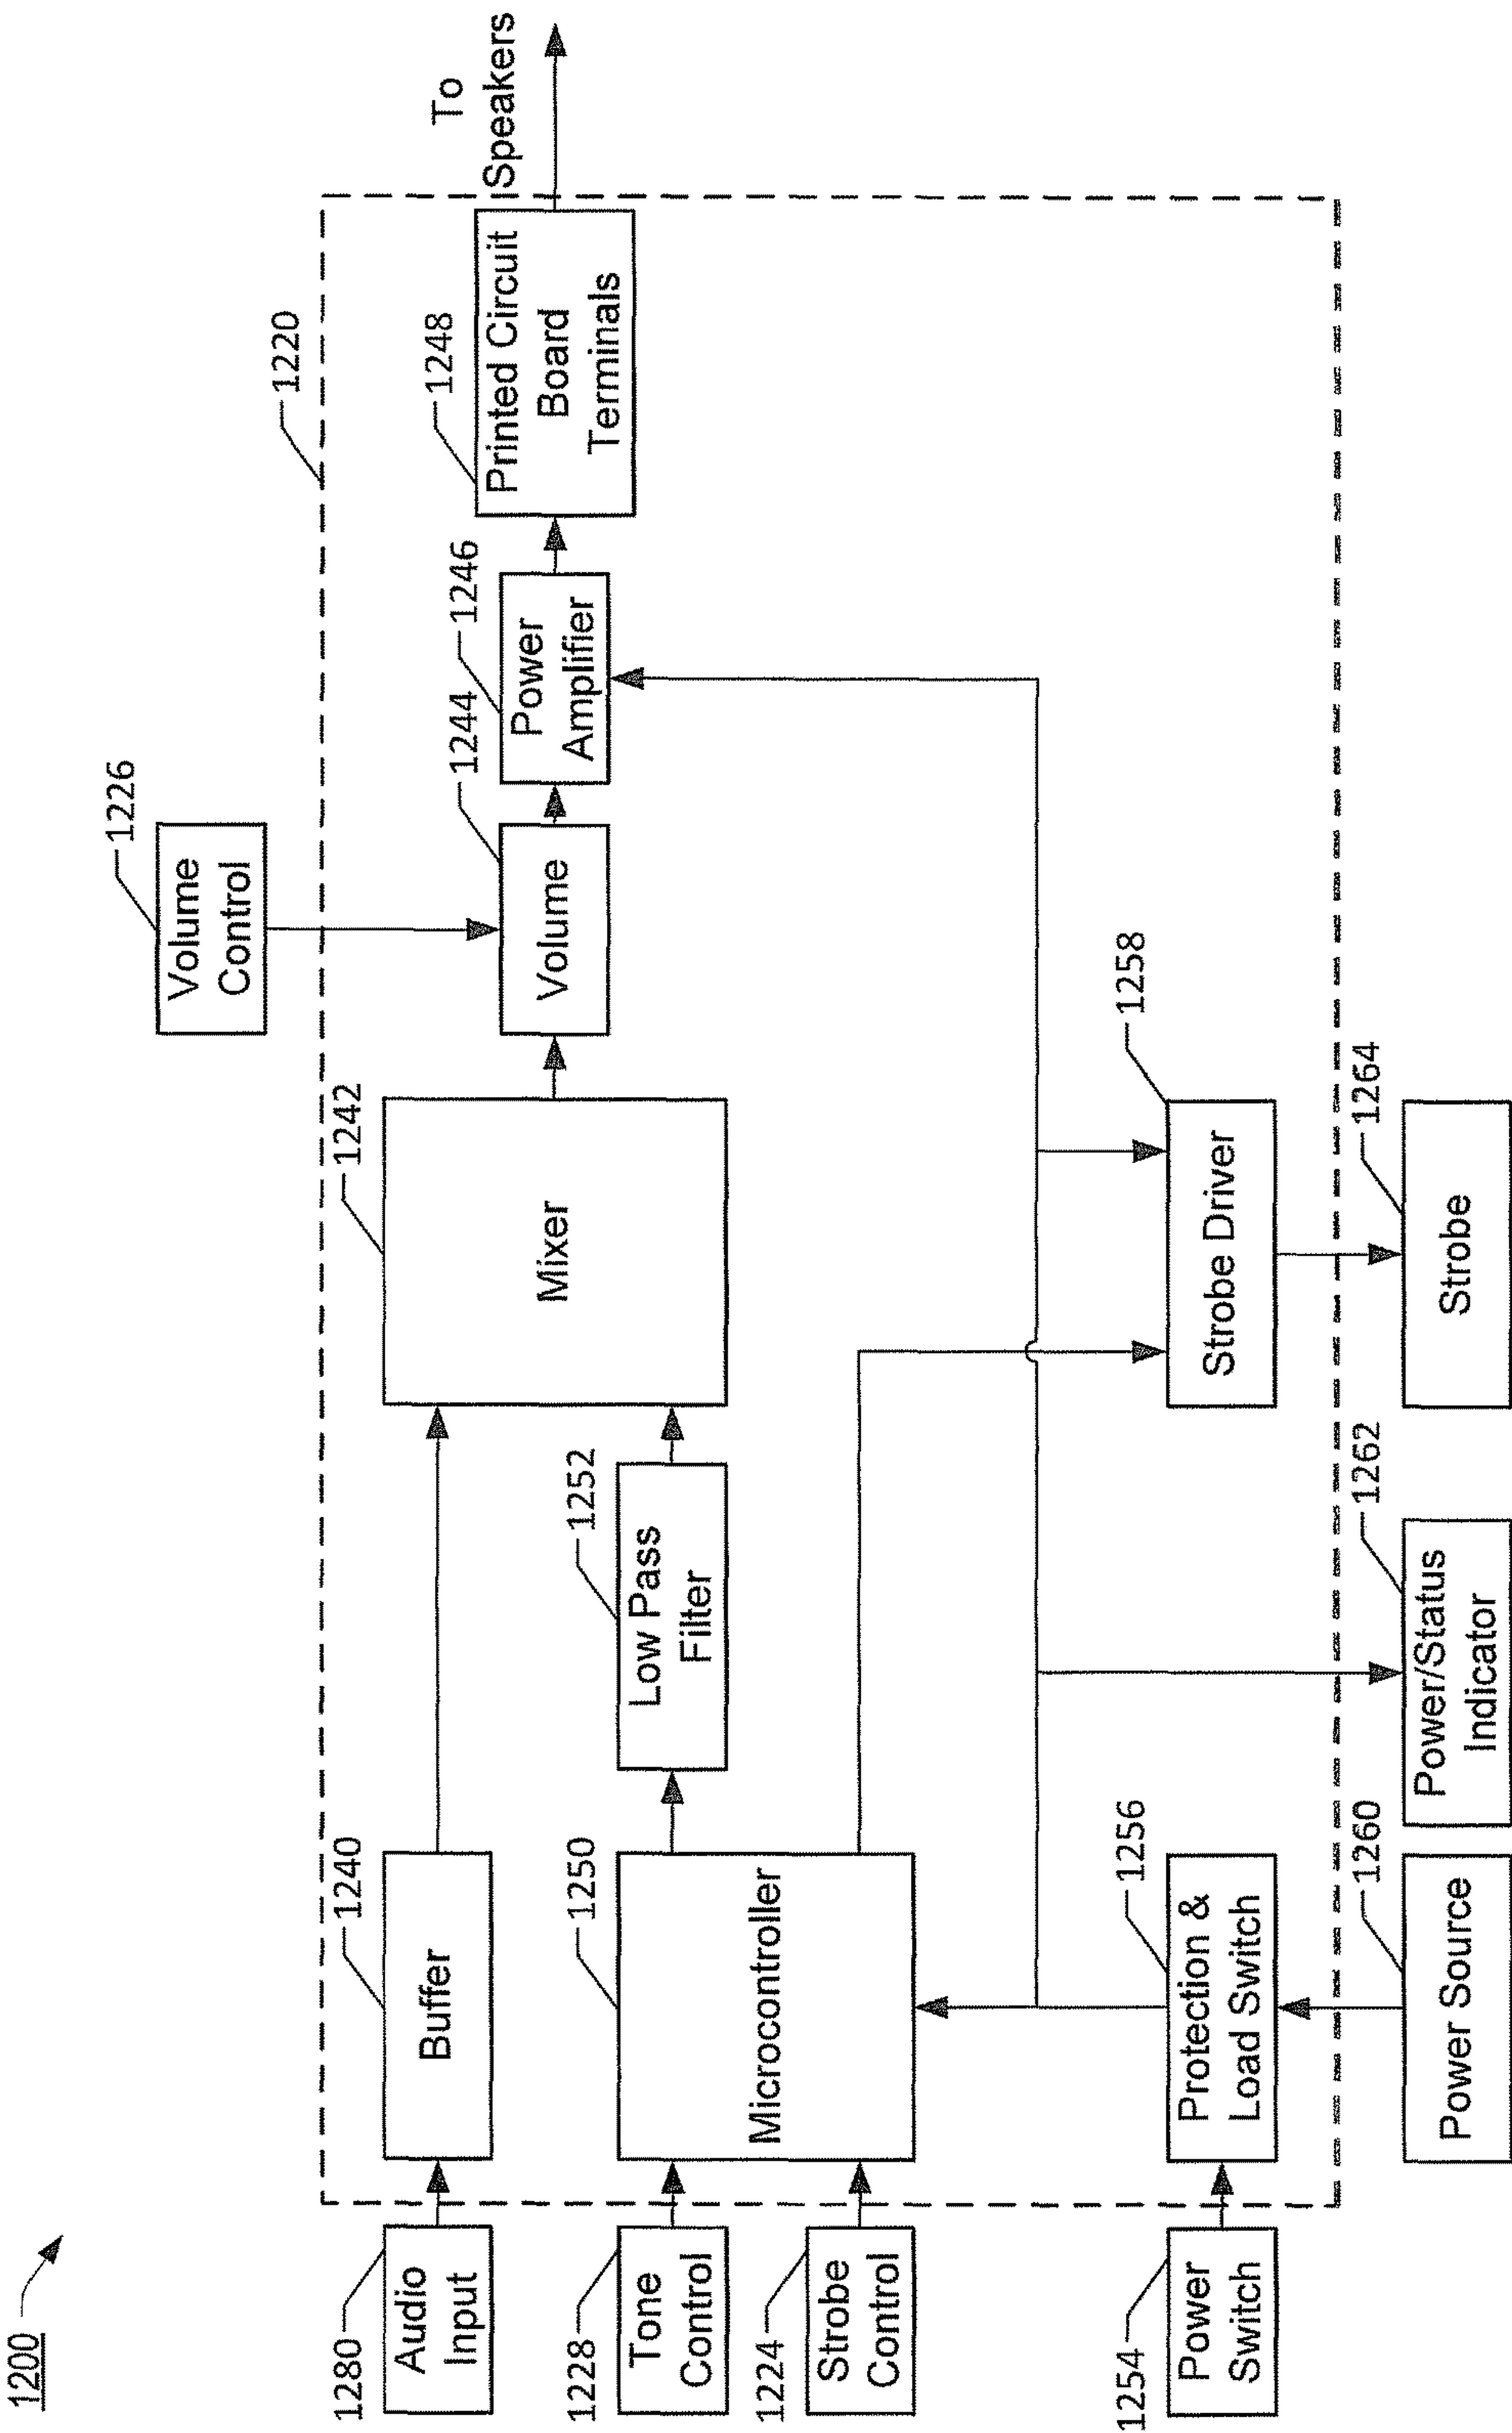 1200
1226
Volume
Control
1220
To
Speakers
1280
Audio
Input
1240
Buffer
1242
Mixer
1244
Volume
1246
Power
Amplifier
1248
Printed Circuit
Board
Terminals
1228
Tone
Control
1224
Strobe
Control
1250
Microcontroller
1252
Low Pass
Filter
1254
Power
Switch
1256
Protection &
Load Switch
1258
Strobe Driver
1260
Power Source
1262
Power/Status
Indicator
1264
Strobe